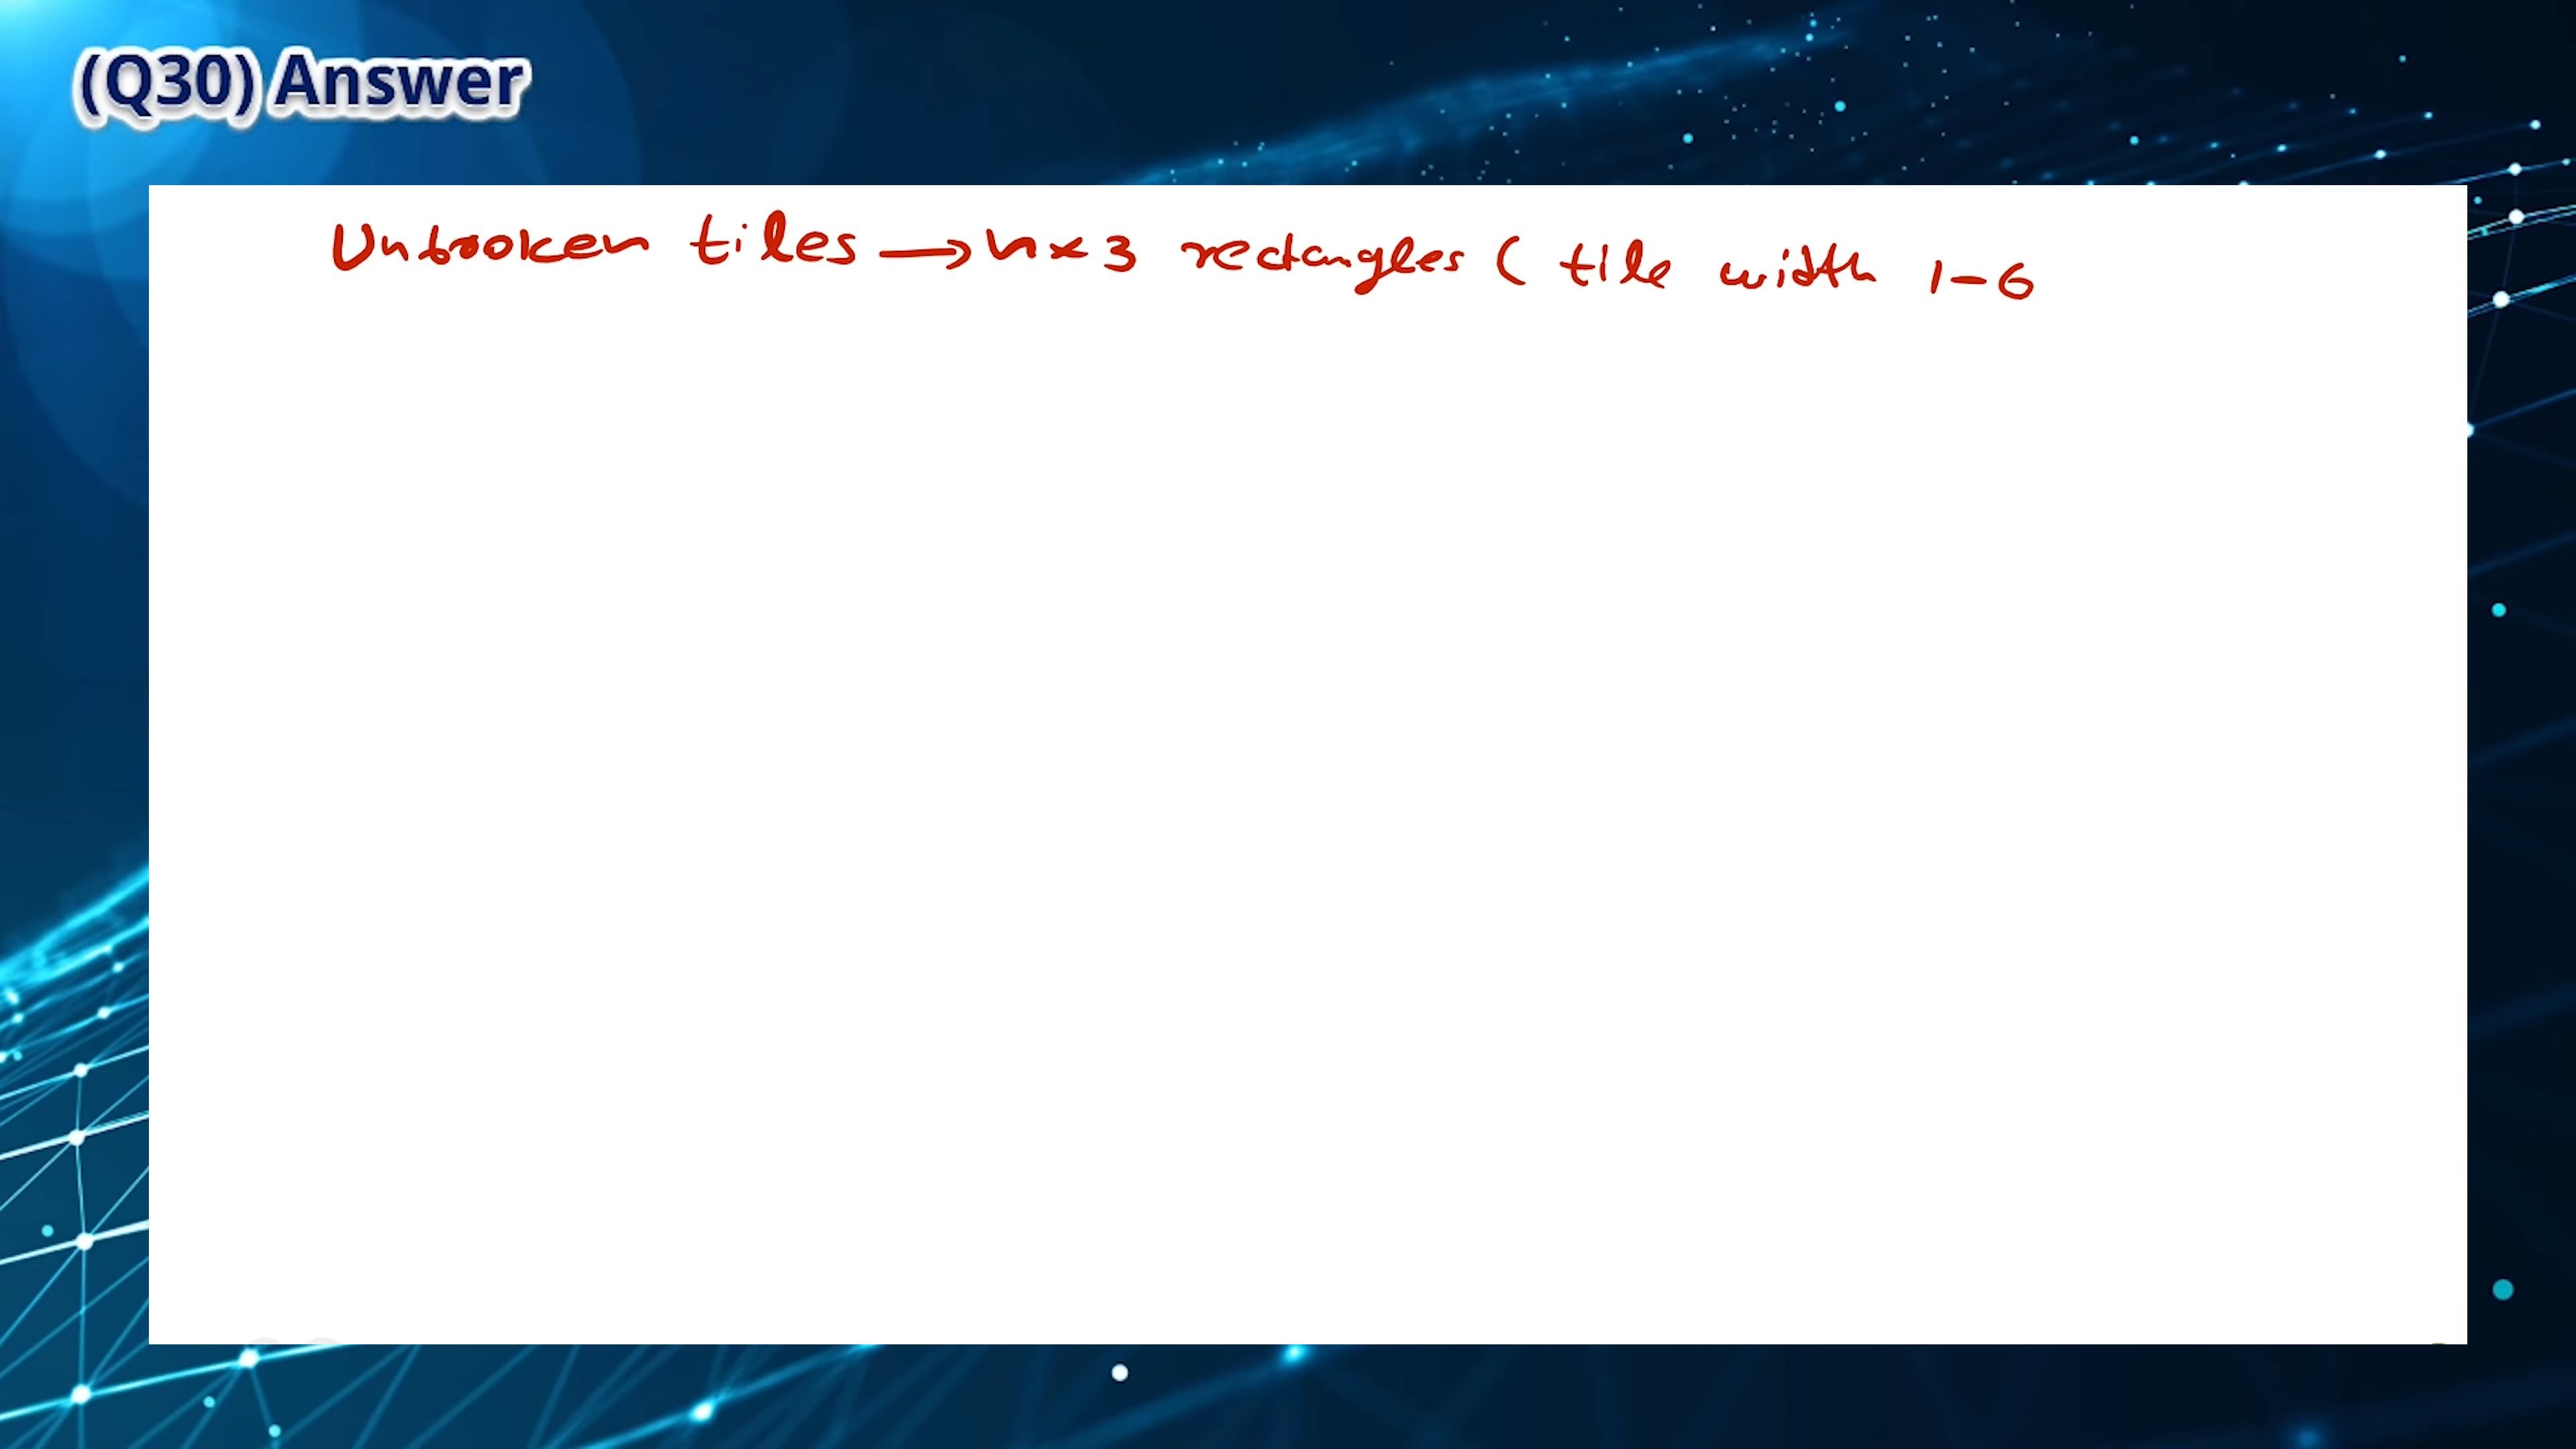 (Q30) Answer
Unbroken tiles → n × 3 rectangles ( tile width 1 – 6